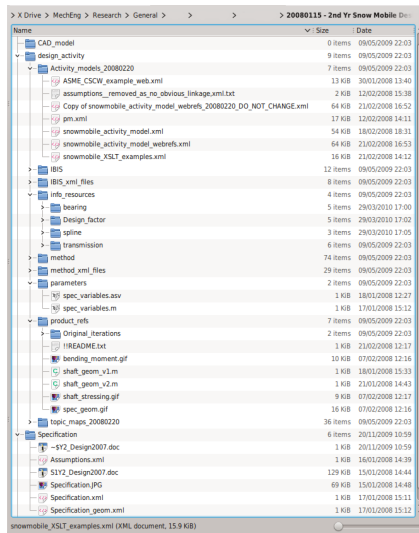 > X Drive > MechEng > Research > General > > > > 20080115 - 2nd Yr Snow Mobile De
Name Size Date
CAD_model 0 items 09/05/2009 22:03
design_activity 9 items 09/05/2009 22:03
Activity_models_20080220 7 items 09/05/2009 22:03
ASME_CSCW_example_web.xml 13 KiB 30/01/2008 13:40
assumptions__removed_as_no_obvious_linkage.xml.txt 2 KiB 12/02/2008 15:38
Copy of snowmobile_activity_model_webrefs_20080220_DO_NOT_CHANGE.xml 64 KiB 21/02/2008 16:52
pm.xml 17 KiB 12/02/2008 14:11
snowmobile_activity_model.xml 54 KiB 18/02/2008 18:31
snowmobile_activity_model_webrefs.xml 64 KiB 21/02/2008 16:53
snowmobile_XSLT_examples.xml 16 KiB 21/02/2008 14:12
IBIS 12 items 09/05/2009 22:03
IBIS_xml_files 8 items 09/05/2009 22:03
info_resources 4 items 09/05/2009 22:03
bearing 5 items 29/03/2010 17:00
Design_factor 5 items 29/03/2010 17:02
spline 3 items 29/03/2010 17:05
transmission 6 items 09/05/2009 22:03
method 74 items 09/05/2009 22:03
method_xml_files 29 items 09/05/2009 22:03
parameters 2 items 09/05/2009 22:03
spec_variables.asv 1 KiB 18/01/2008 12:27
spec_variables.m 1 KiB 17/01/2008 15:12
product_refs 7 items 09/05/2009 22:03
Original_iterations 2 items 09/05/2009 22:03
!!README.txt 1 KiB 21/02/2008 12:17
bending_moment.gif 10 KiB 07/02/2008 12:16
shaft_geom_v1.m 1 KiB 18/01/2008 15:33
shaft_geom_v2.m 1 KiB 21/01/2008 14:43
shaft_stressing.gif 9 KiB 07/02/2008 12:17
spec_geom.gif 16 KiB 07/02/2008 12:16
topic_maps_20080220 36 items 09/05/2009 22:03
Specification 6 items 20/11/2009 10:59
~$Y2_Design2007.doc 1 KiB 20/11/2009 10:59
Assumptions.xml 1 KiB 16/01/2008 14:39
S1Y2_Design2007.doc 129 KiB 15/01/2008 14:44
Specification.JPG 69 KiB 15/01/2008 14:48
Specification.xml 1 KiB 17/01/2008 15:11
Specification_geom.xml 1 KiB 17/01/2008 15:12
snowmobile_XSLT_examples.xml (XML document, 15.9 KiB)